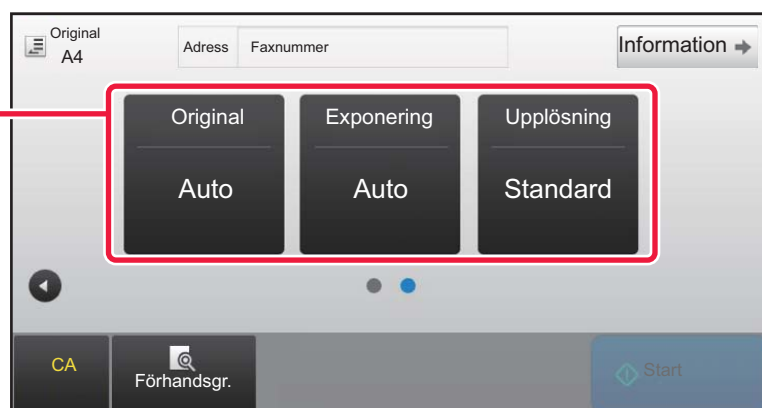 Original
A4
Adress Faxnummer
Information
Original Exponering Upplösning
Auto Auto Standard
CA
Förhandsgr.
Start